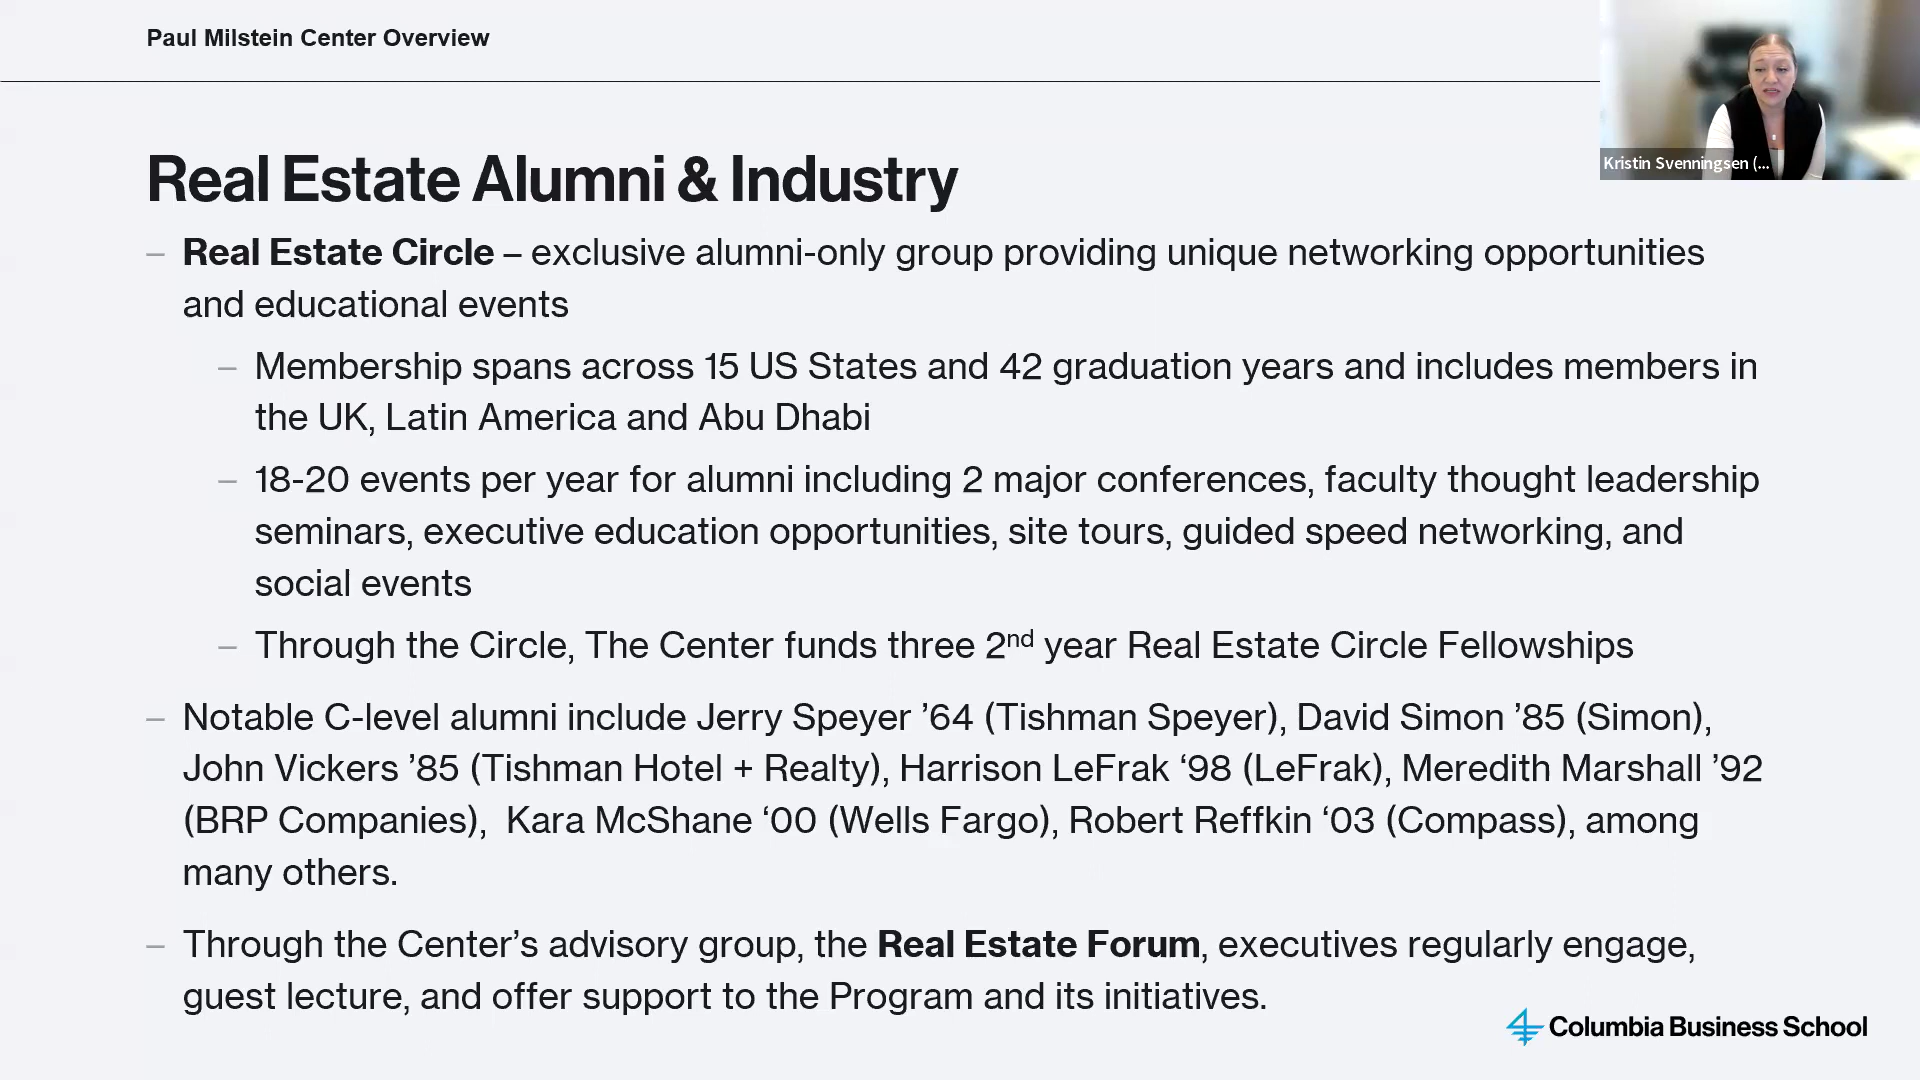 Paul Milstein Center Overview
Kristin Svenningsen (...
Real Estate Alumni & Industry
– Real Estate Circle – exclusive alumni-only group providing unique networking opportunities
and educational events
– Membership spans across 15 US States and 42 graduation years and includes members in
the UK, Latin America and Abu Dhabi
– 18-20 events per year for alumni including 2 major conferences, faculty thought leadership
seminars, executive education opportunities, site tours, guided speed networking, and
social events
– Through the Circle, The Center funds three 2nd year Real Estate Circle Fellowships
– Notable C-level alumni include Jerry Speyer ’64 (Tishman Speyer), David Simon ’85 (Simon),
John Vickers ’85 (Tishman Hotel + Realty), Harrison LeFrak ‘98 (LeFrak), Meredith Marshall ’92
(BRP Companies),  Kara McShane ‘00 (Wells Fargo), Robert Reffkin ‘03 (Compass), among
many others.
– Through the Center’s advisory group, the Real Estate Forum, executives regularly engage,
guest lecture, and offer support to the Program and its initiatives.
Columbia Business School